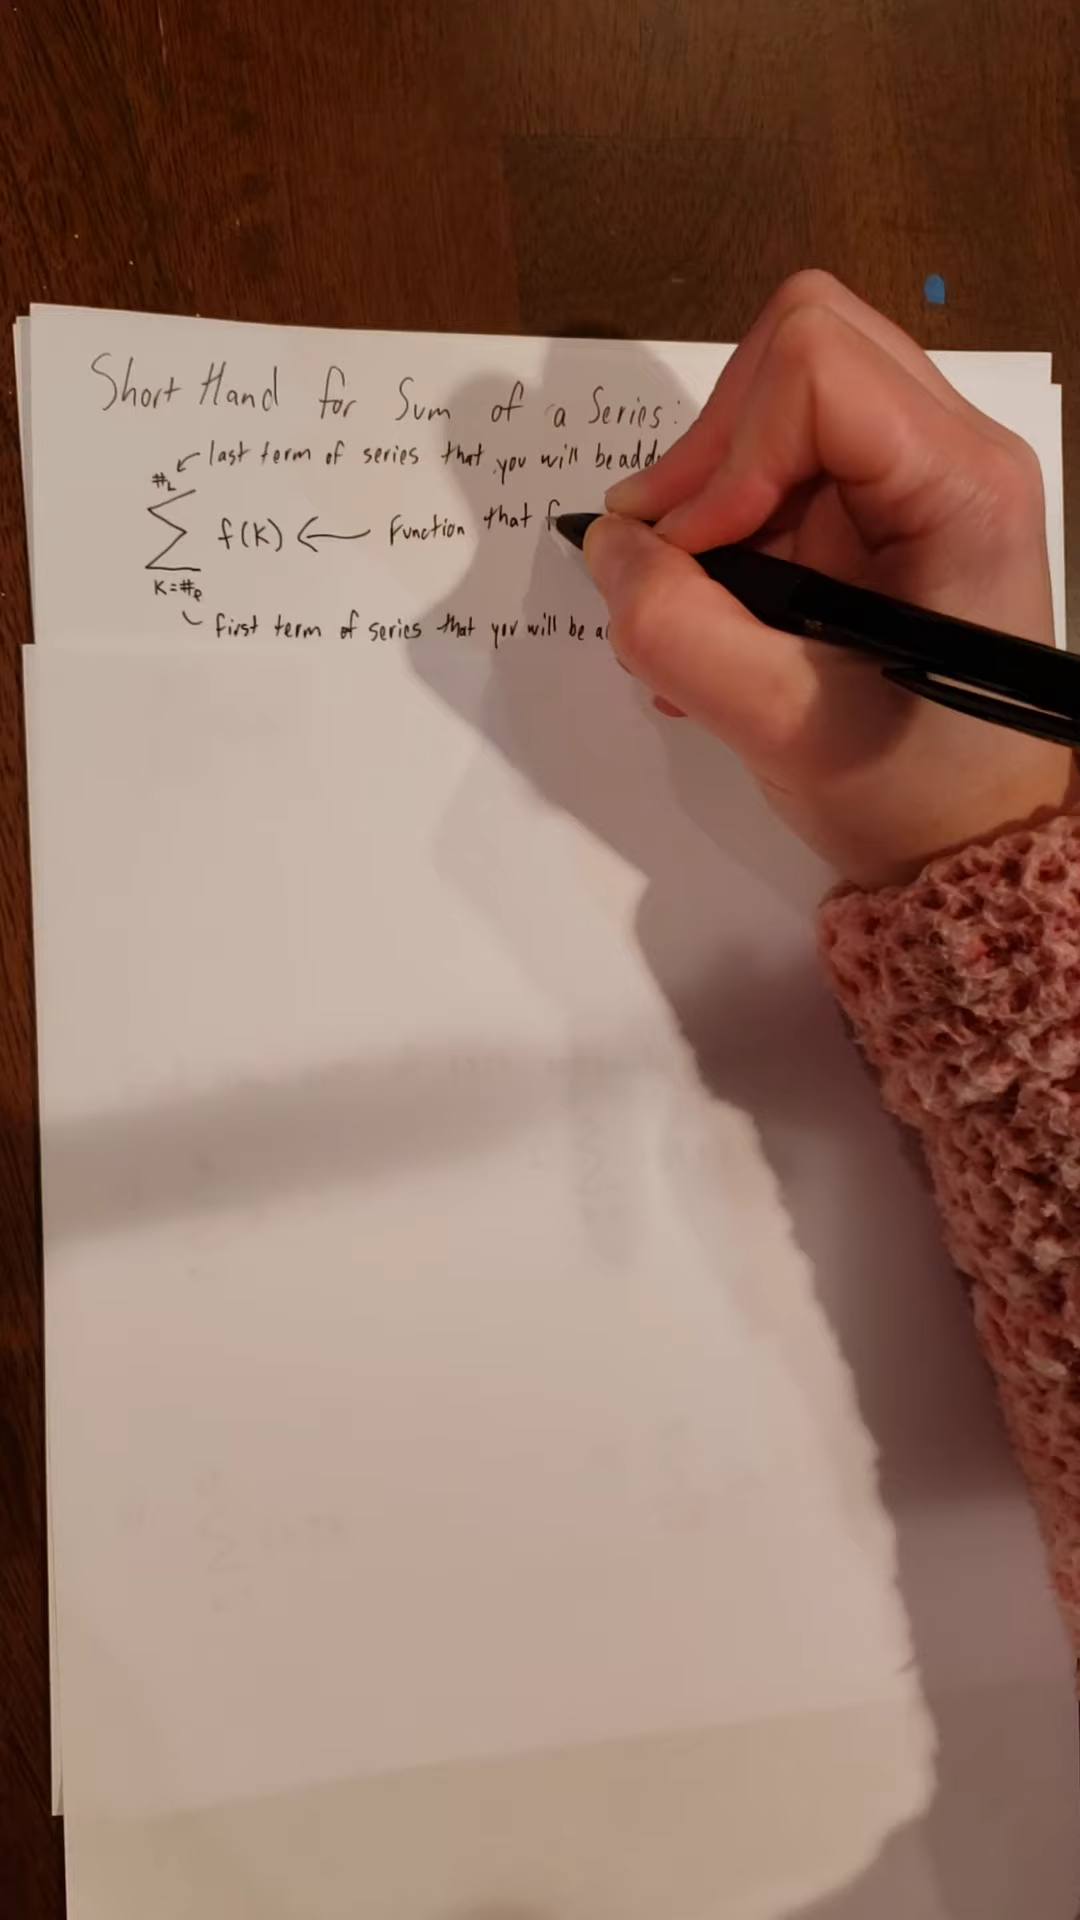 Short Hand for Sum of a Series:
last term of series that you will be
#L
∑ f(K) ← function that
K=#F
first term of series that you will be